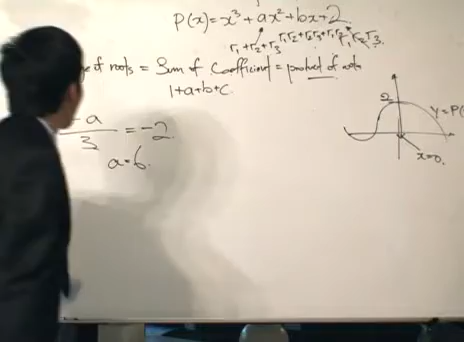 P(x)=x³+ax²+bx+2
r₁+r₂+r₃ r₁r₂+r₂r₃+r₁r₃ r₁r₂r₃
of roots = Sum of Coefficient = product of roots
1+a+b+c
-a/3 = -2
a=6
2
y=P(
x=0